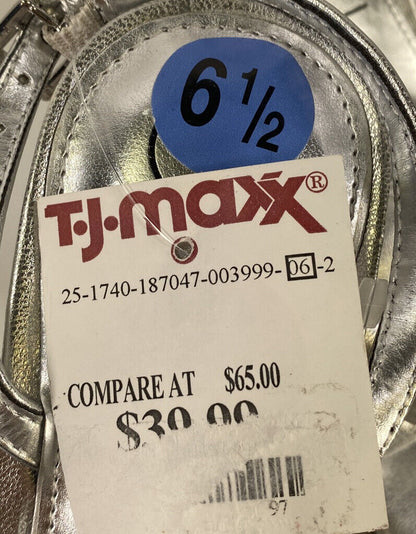 6 1/2
T·J·maxx®
25-1740-187047-003999-06-2
COMPARE AT $65.00
97